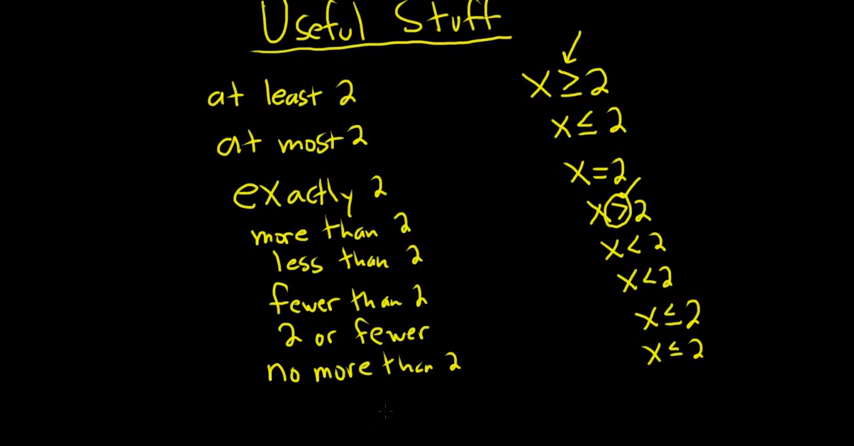 Useful Stuff
at least 2 x ≥ 2
at most 2 x ≤ 2
exactly 2 x = 2
more than 2 x > 2
less than 2 x < 2
fewer than 2 x < 2
2 or fewer x ≤ 2
no more than 2 x ≤ 2